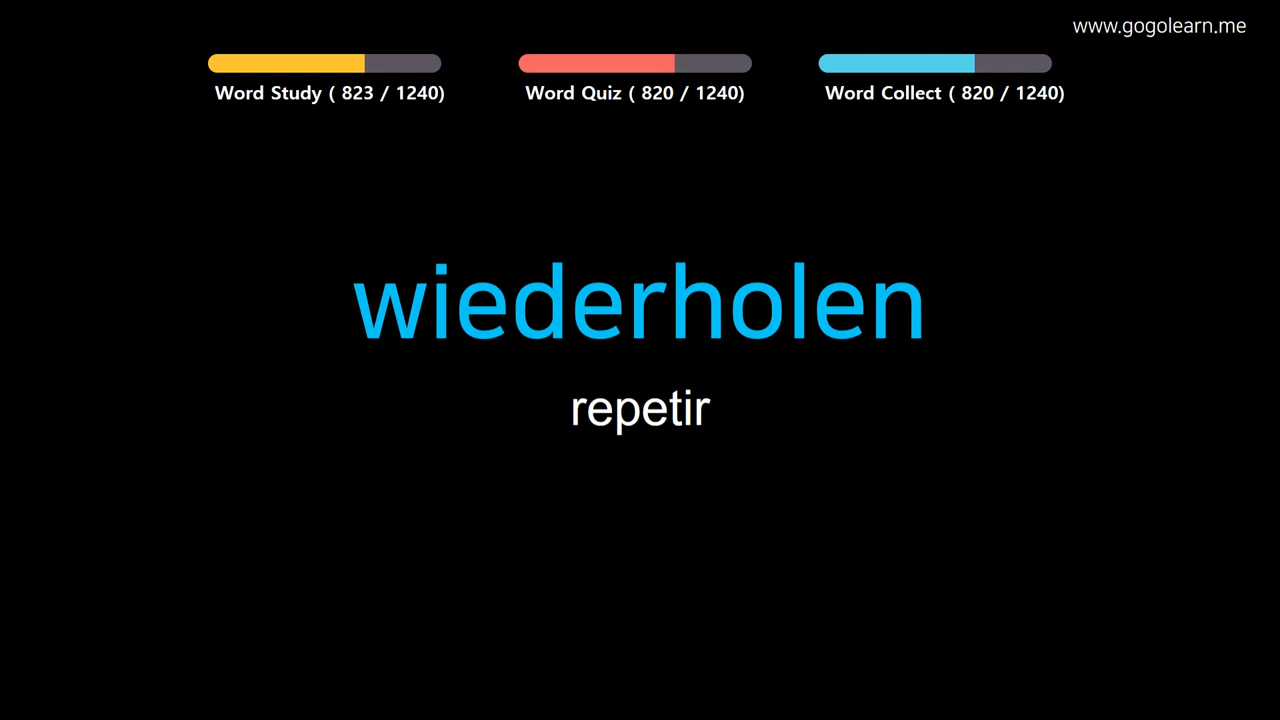 www.gogolearn.me
Word Study ( 823 / 1240)
Word Quiz ( 820 / 1240)
Word Collect ( 820 / 1240)
wiederholen
repetir